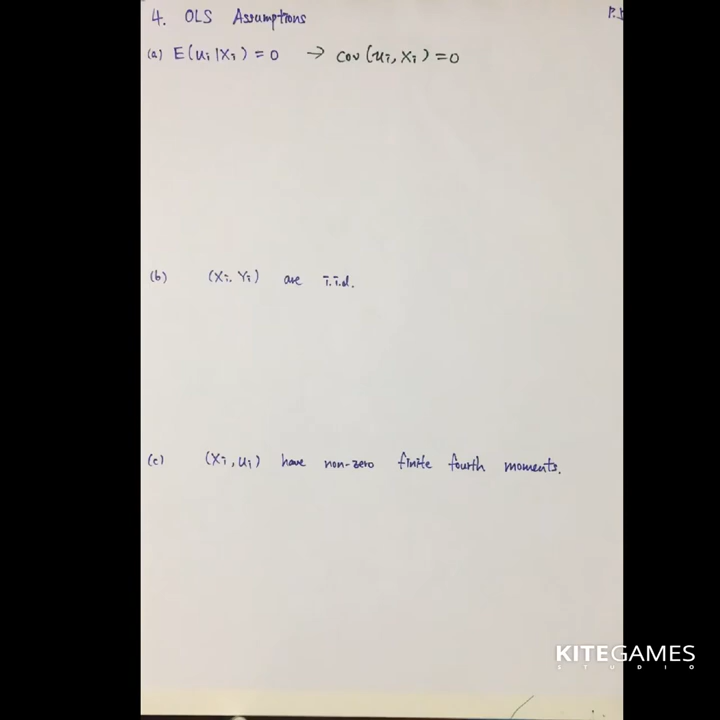 4. OLS Assumptions
(a) E(ui|Xi) = 0 → cov(ui, Xi) = 0
(b) (Xi. Yi) are i.i.d.
(c) (Xi, ui) have non-zero finite fourth moments.
KITEGAMES
STUDIO